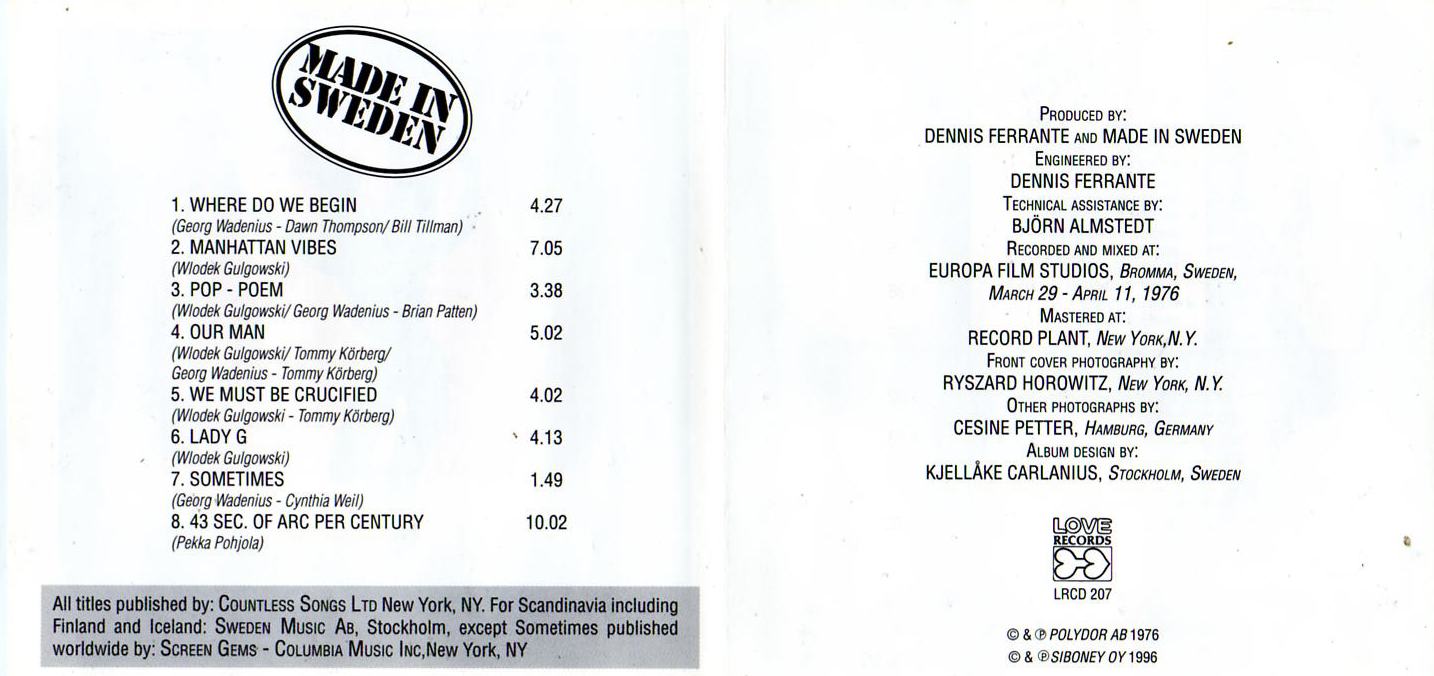 MADE IN
SWEDEN
1. WHERE DO WE BEGIN 4.27
(Georg Wadenius - Dawn Thompson/ Bill Tillman)
2. MANHATTAN VIBES 7.05
(Wlodek Gulgowski)
3. POP - POEM 3.38
(Wlodek Gulgowski/ Georg Wadenius - Brian Patten)
4. OUR MAN 5.02
(Wlodek Gulgowski/ Tommy Körberg/
Georg Wadenius - Tommy Körberg)
5. WE MUST BE CRUCIFIED 4.02
(Wlodek Gulgowski - Tommy Körberg)
6. LADY G 4.13
(Wlodek Gulgowski)
7. SOMETIMES 1.49
(Georg Wadenius - Cynthia Weil)
8. 43 SEC. OF ARC PER CENTURY 10.02
(Pekka Pohjola)
All titles published by: COUNTLESS SONGS LTD New York, NY. For Scandinavia including
Finland and Iceland: SWEDEN MUSIC AB, Stockholm, except Sometimes published
worldwide by: SCREEN GEMS - COLUMBIA MUSIC INC,New York, NY
PRODUCED BY:
DENNIS FERRANTE AND MADE IN SWEDEN
ENGINEERED BY:
DENNIS FERRANTE
TECHNICAL ASSISTANCE BY:
BJÖRN ALMSTEDT
RECORDED AND MIXED AT:
EUROPA FILM STUDIOS, BROMMA, SWEDEN,
MARCH 29 - APRIL 11, 1976
MASTERED AT:
RECORD PLANT, NEW YORK,N.Y.
FRONT COVER PHOTOGRAPHY BY:
RYSZARD HOROWITZ, NEW YORK, N.Y.
OTHER PHOTOGRAPHS BY:
CESINE PETTER, HAMBURG, GERMANY
ALBUM DESIGN BY:
KJELLÅKE CARLANIUS, STOCKHOLM, SWEDEN
LOVE
RECORDS
LRCD 207
© & ℗ POLYDOR AB 1976
© & ℗ SIBONEY OY 1996